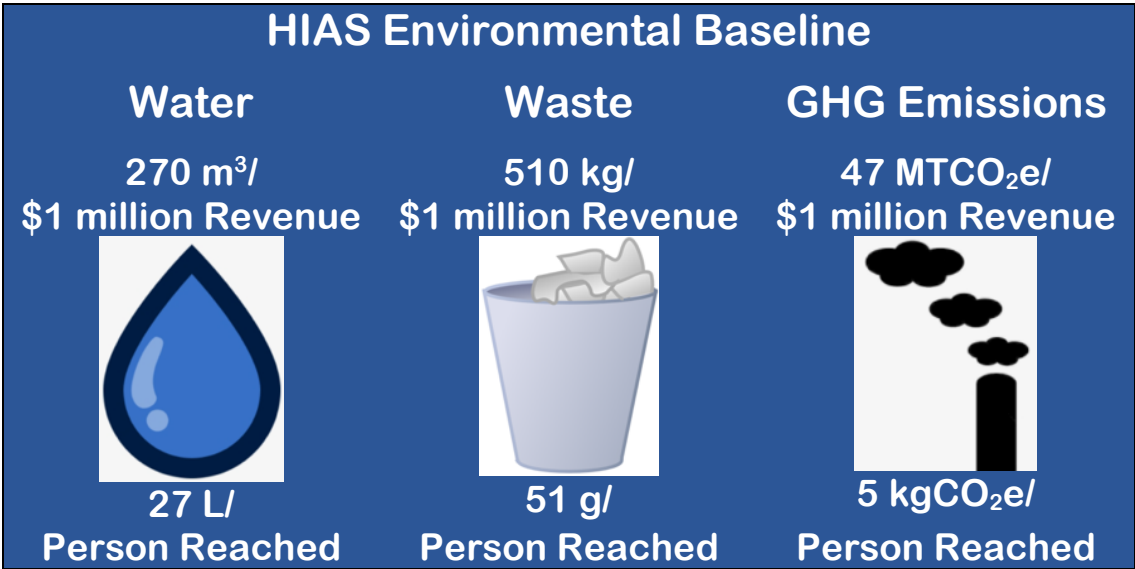 HIAS Environmental Baseline
Water
270 m³/
$1 million Revenue
27 L/
Person Reached
Waste
510 kg/
$1 million Revenue
51 g/
Person Reached
GHG Emissions
47 MTCO₂e/
$1 million Revenue
5 kgCO₂e/
Person Reached